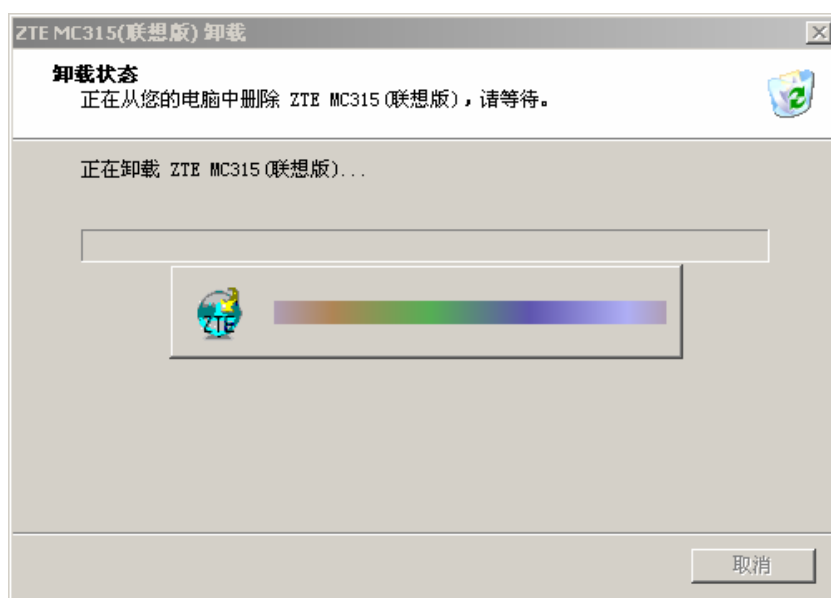 ZTE MC315(联想版) 卸载
卸载状态
正在从您的电脑中删除 ZTE MC315(联想版)，请等待。
正在卸载 ZTE MC315(联想版)...
ZTE
取消